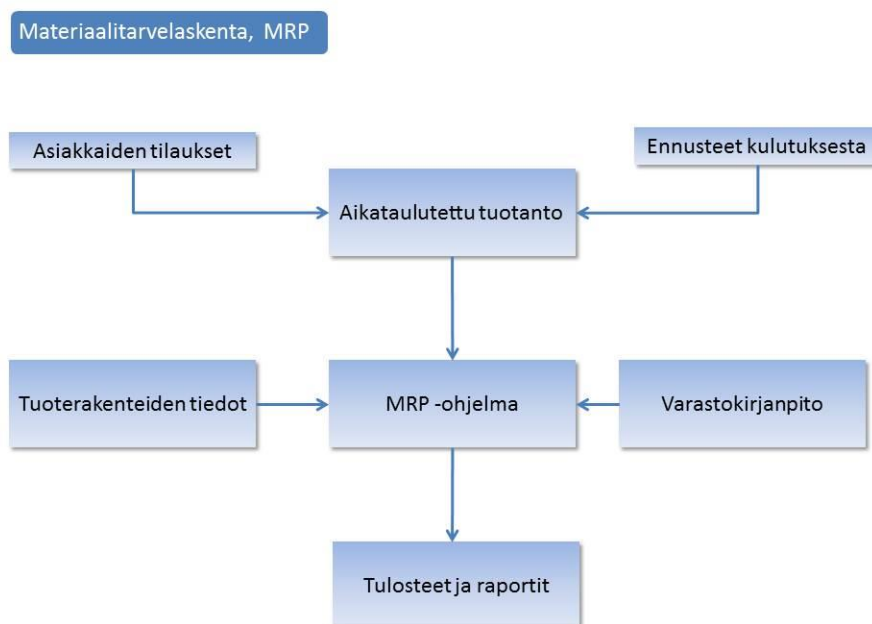 Materiaalitarvelaskenta, MRP
Asiakkaiden tilaukset
Ennusteet kulutuksesta
Aikataulutettu tuotanto
Tuoterakenteiden tiedot
MRP -ohjelma
Varastokirjanpito
Tulosteet ja raportit